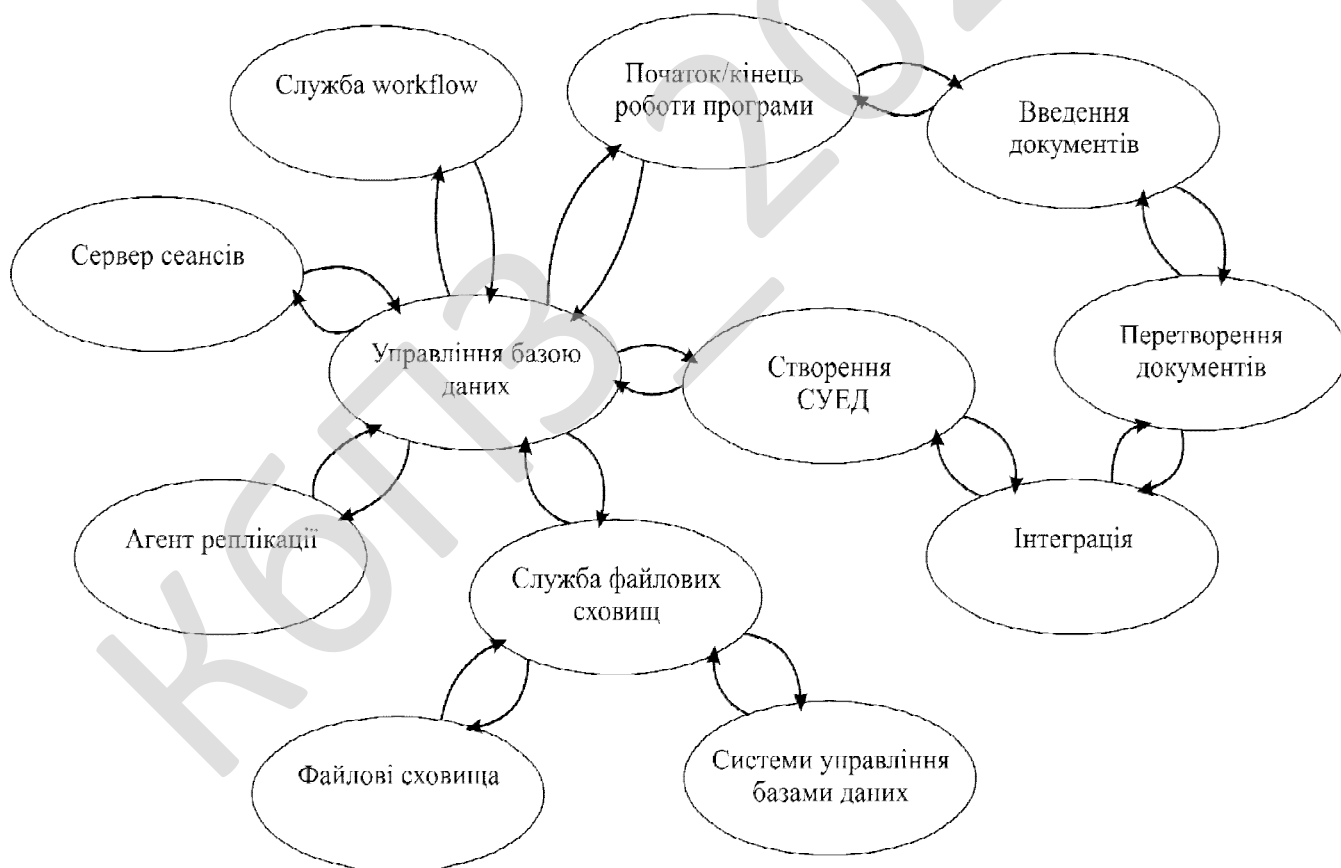 Служба workflow
Початок/кінець
роботи програми
Введення
документів
Сервер сеансів
Управління базою
даних
Створення
СУЕД
Перетворення
документів
Агент реплікації
Служба файлових
сховищ
Інтеграція
Файлові сховища
Системи управління
базами даних